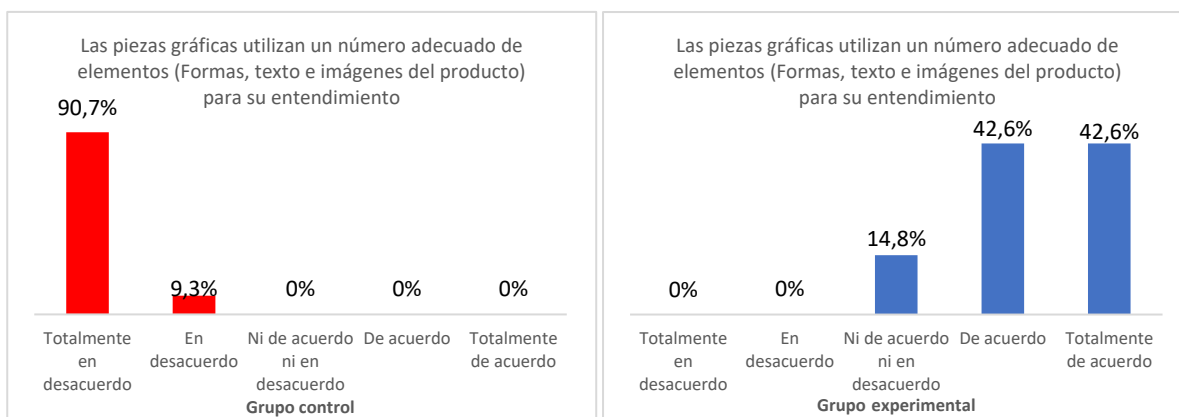 Las piezas gráficas utilizan un número adecuado de
elementos (Formas, texto e imágenes del producto)
para su entendimiento
90,7%
9,3%
0%
0%
0%
Totalmente
en
desacuerdo
En
desacuerdo
Ni de acuerdo
ni en
desacuerdo
De acuerdo
Totalmente
de acuerdo
Grupo control
Las piezas gráficas utilizan un número adecuado de
elementos (Formas, texto e imágenes del producto)
para su entendimiento
0%
0%
14,8%
42,6%
42,6%
Totalmente
en
desacuerdo
En
desacuerdo
Ni de acuerdo
ni en
desacuerdo
De acuerdo
Totalmente
de acuerdo
Grupo experimental